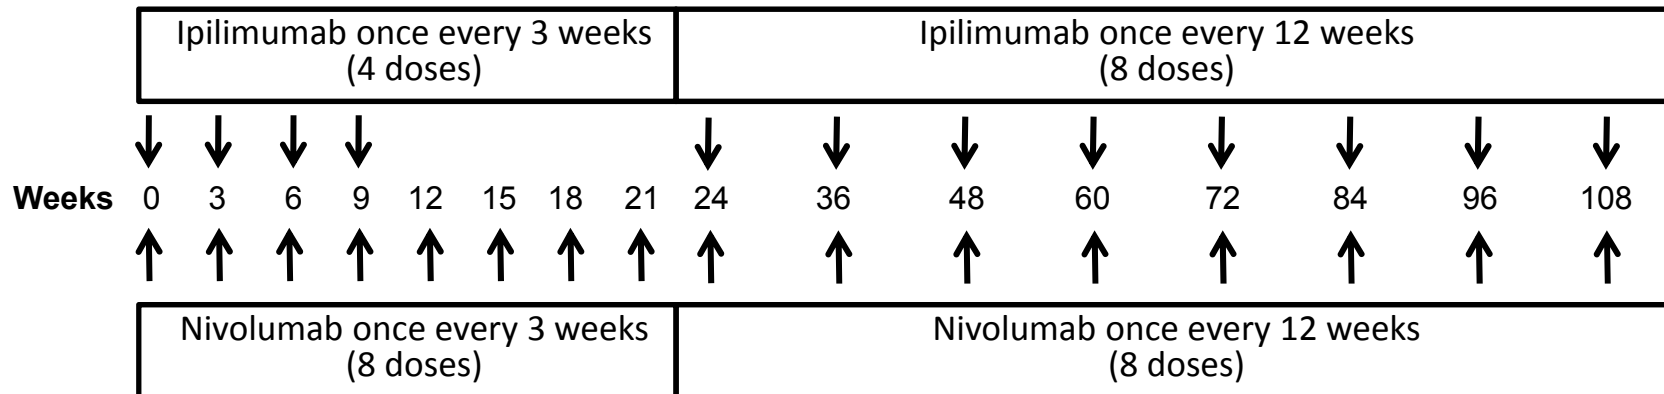 Ipilimumab once every 3 weeks
(4 doses)
Ipilimumab once every 12 weeks
(8 doses)
Weeks 0 3 6 9 12 15 18 21 24 36 48 60 72 84 96 108
Nivolumab once every 3 weeks
(8 doses)
Nivolumab once every 12 weeks
(8 doses)